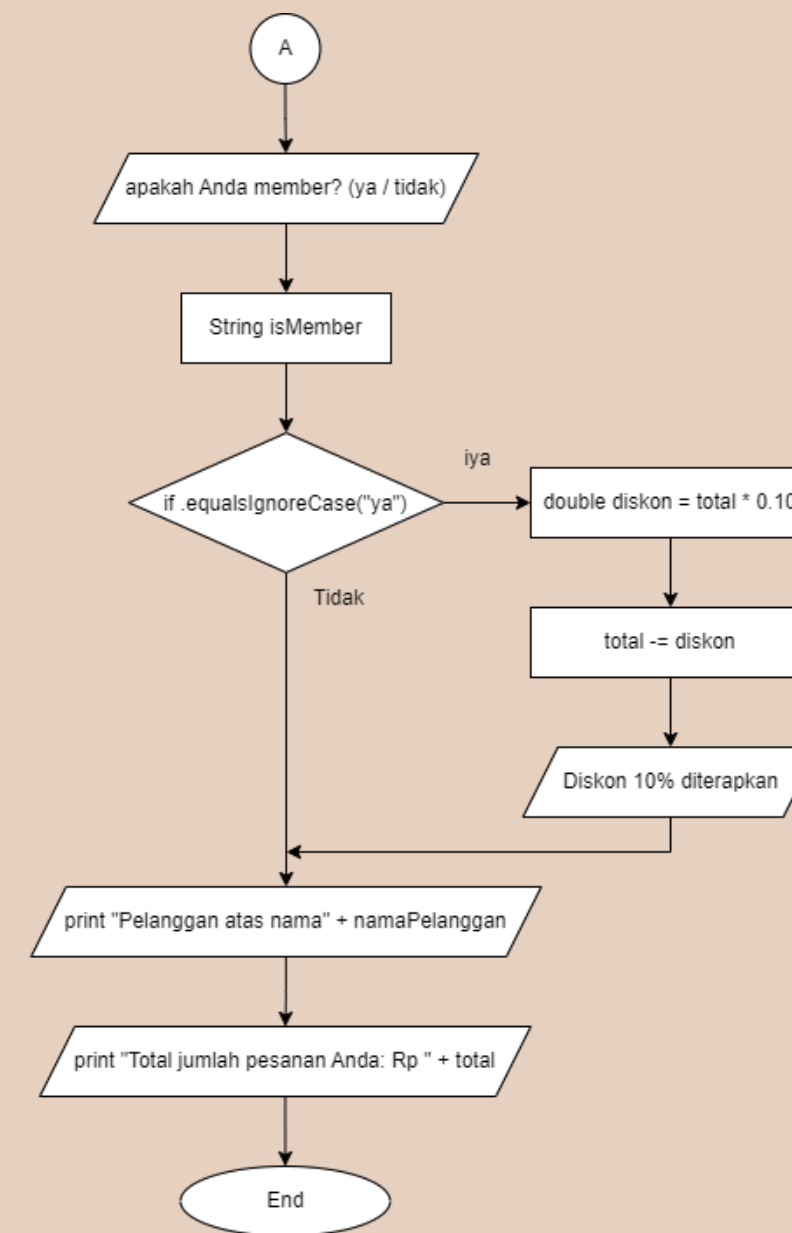 A
apakah Anda member? (ya / tidak)
String isMember
if .equalsIgnoreCase("ya")
iya
double diskon = total * 0.10
Tidak
total -= diskon
Diskon 10% diterapkan
print "Pelanggan atas nama" + namaPelanggan
print "Total jumlah pesanan Anda: Rp " + total
End